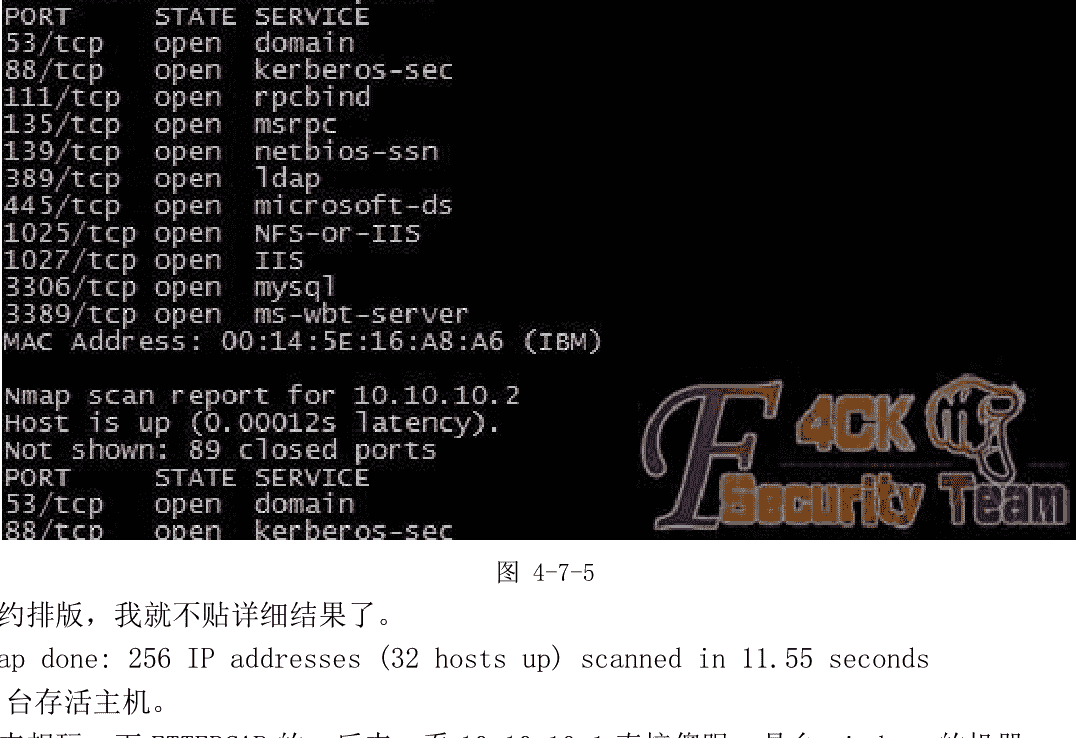 PORT STATE SERVICE
53/tcp open domain
88/tcp open kerberos-sec
111/tcp open rpcbind
135/tcp open msrpc
139/tcp open netbios-ssn
389/tcp open ldap
445/tcp open microsoft-ds
1025/tcp open NFS-or-IIS
1027/tcp open IIS
3306/tcp open mysql
3389/tcp open ms-wbt-server
MAC Address: 00:14:5E:16:A8:A6 (IBM)
Nmap scan report for 10.10.10.2
Host is up (0.00012s latency).
Not shown: 89 closed ports
PORT STATE SERVICE
53/tcp open domain
88/tcp open kerberos-sec
F4CK
Security Team
图 4-7-5
约排版，我就不贴详细结果了。
ap done: 256 IP addresses (32 hosts up) scanned in 11.55 seconds
台存活主机。